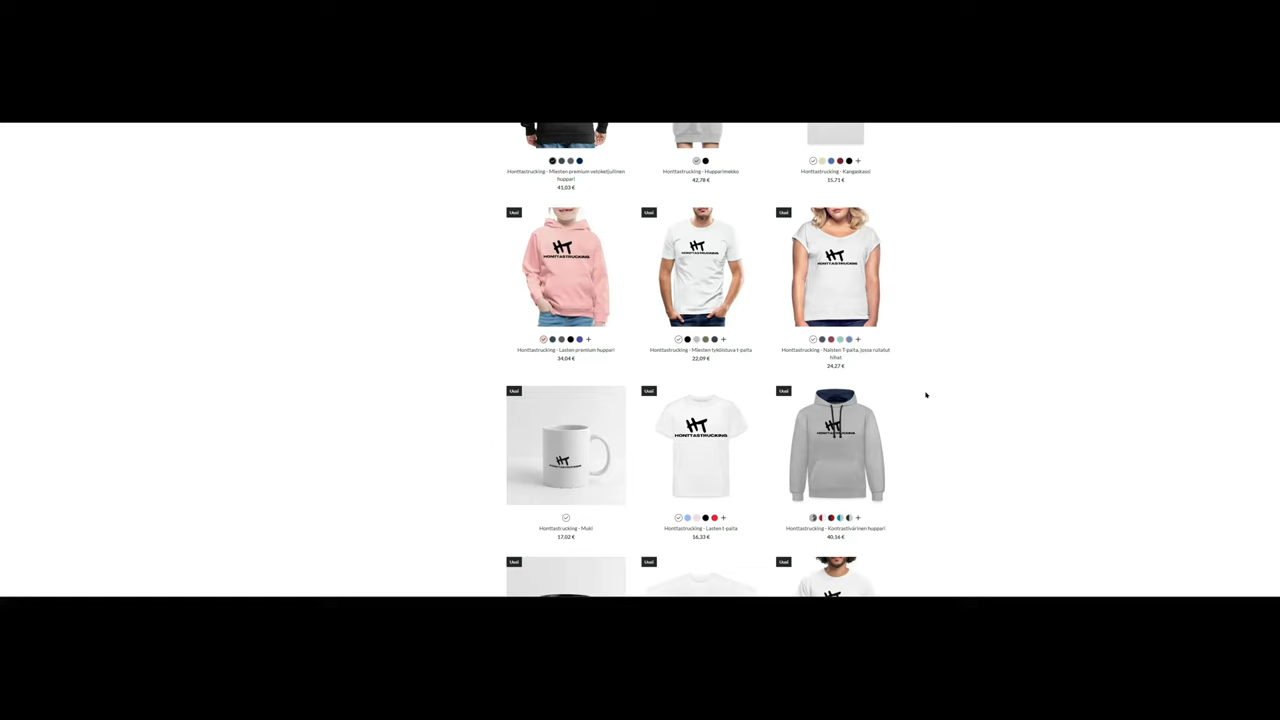 Honttastrucking - Miesten premium vetoketjullinen
huppari
41,03 €
Honttastrucking - Hupparimekko
42,78 €
Honttastrucking - Kangaskassi
15,71 €
Uusi
Uusi
Uusi
HT
HONTTASTRUCKING
HT
HONTTASTRUCKING
HT
HONTTASTRUCKING
Honttastrucking - Lasten premium huppari
34,04 €
Honttastrucking - Miesten tyköistuva t-paita
22,09 €
Honttastrucking - Naisten T-paita, jossa rullatut
hihat
24,27 €
Uusi
Uusi
Uusi
HT
HONTTASTRUCKING
HT
HONTTASTRUCKING
HT
HONTTASTRUCKING
Honttastrucking - Muki
17,02 €
Honttastrucking - Lasten t-paita
16,33 €
Honttastrucking - Kontrastivärinen huppari
40,16 €
Uusi
Uusi
Uusi
HT